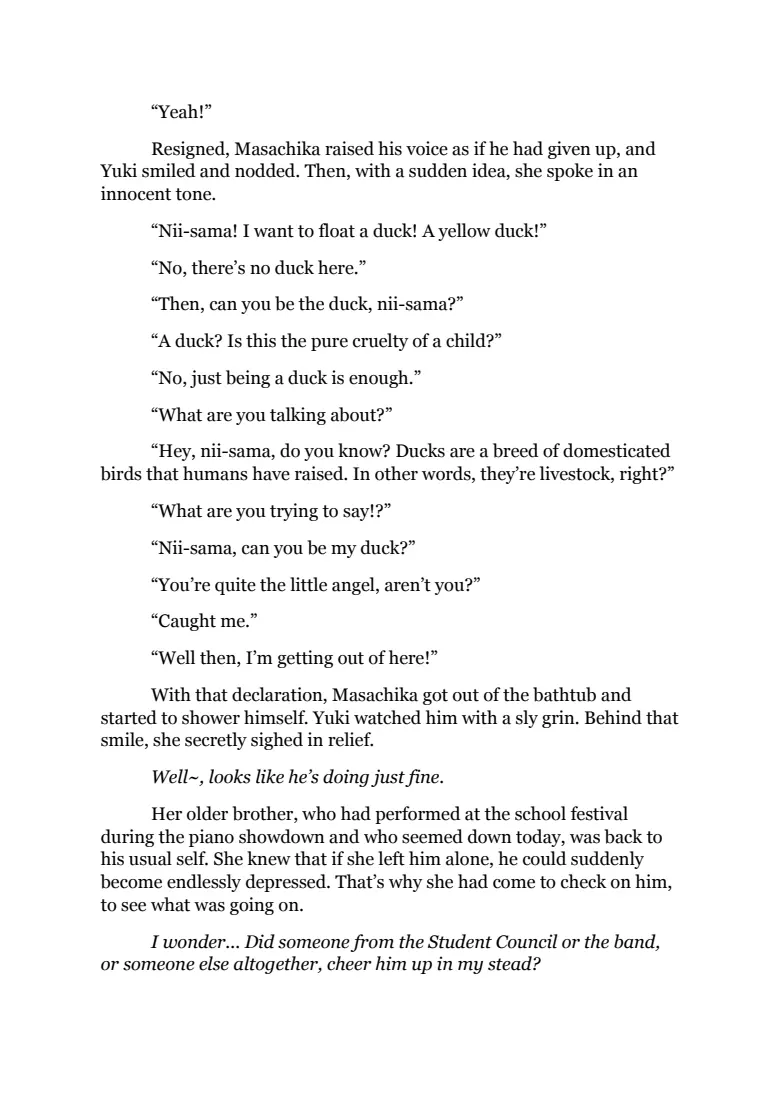 “Yeah!”
Resigned, Masachika raised his voice as if he had given up, and
Yuki smiled and nodded. Then, with a sudden idea, she spoke in an
innocent tone.
“Nii-sama! I want to float a duck! A yellow duck!”
“No, there’s no duck here.”
“Then, can you be the duck, nii-sama?”
“A duck? Is this the pure cruelty of a child?”
“No, just being a duck is enough.”
“What are you talking about?”
“Hey, nii-sama, do you know? Ducks are a breed of domesticated
birds that humans have raised. In other words, they’re livestock, right?”
“What are you trying to say!?”
“Nii-sama, can you be my duck?”
“You’re quite the little angel, aren’t you?”
“Caught me.”
“Well then, I’m getting out of here!”
With that declaration, Masachika got out of the bathtub and
started to shower himself. Yuki watched him with a sly grin. Behind that
smile, she secretly sighed in relief.
Well~, looks like he’s doing just fine.
Her older brother, who had performed at the school festival
during the piano showdown and who seemed down today, was back to
his usual self. She knew that if she left him alone, he could suddenly
become endlessly depressed. That’s why she had come to check on him,
to see what was going on.
I wonder... Did someone from the Student Council or the band,
or someone else altogether, cheer him up in my stead?